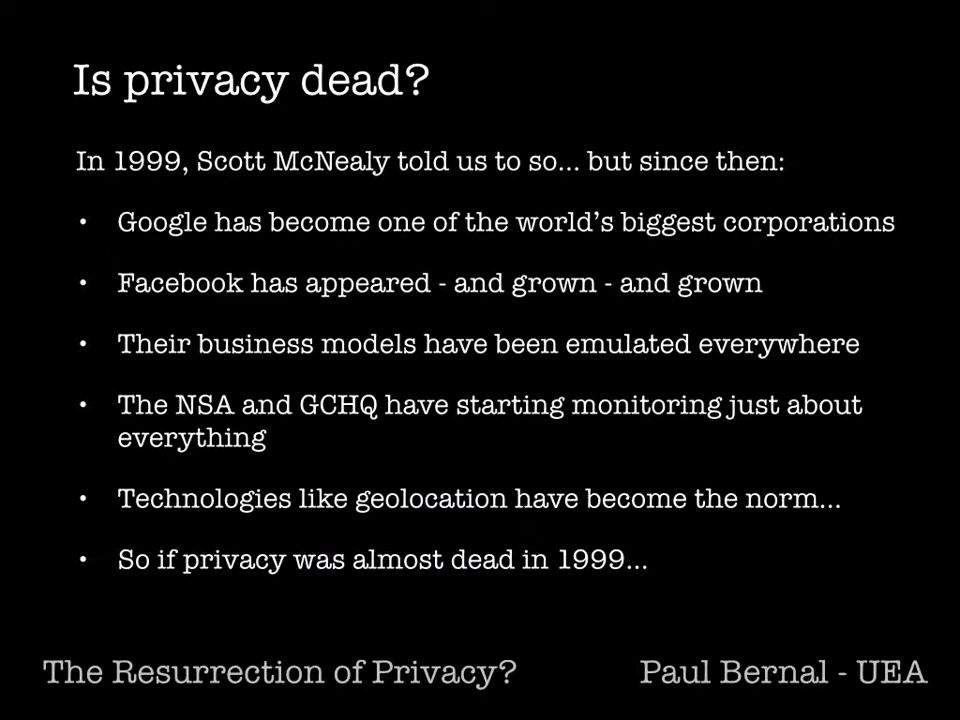 Is privacy dead?
In 1999, Scott McNealy told us to so... but since then:
• Google has become one of the world's biggest corporations
• Facebook has appeared - and grown - and grown
• Their business models have been emulated everywhere
• The NSA and GCHQ have starting monitoring just about
everything
• Technologies like geolocation have become the norm...
• So if privacy was almost dead in 1999...
The Resurrection of Privacy? Paul Bernal - UEA